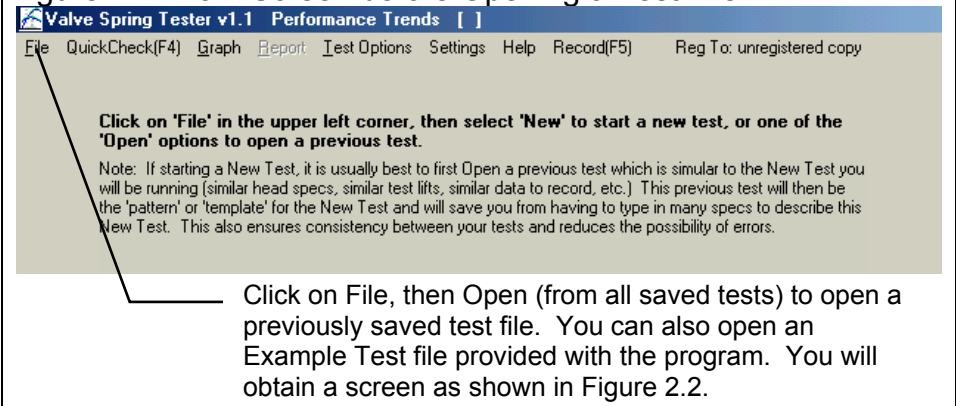 Valve Spring Tester v1.1 Performance Trends [ ]
File QuickCheck(F4) Graph Report Test Options Settings Help Record(F5) Reg To: unregistered copy
Click on 'File' in the upper left corner, then select 'New' to start a new test, or one of the
'Open' options to open a previous test.
Note: If starting a New Test, it is usually best to first Open a previous test which is simular to the New Test you
will be running (similar head specs, similar test lifts, similar data to record, etc.) This previous test will then be
the 'pattern' or 'template' for the New Test and will save you from having to type in many specs to describe this
New Test. This also ensures consistency between your tests and reduces the possibility of errors.
Click on File, then Open (from all saved tests) to open a
previously saved test file. You can also open an
Example Test file provided with the program. You will
obtain a screen as shown in Figure 2.2.